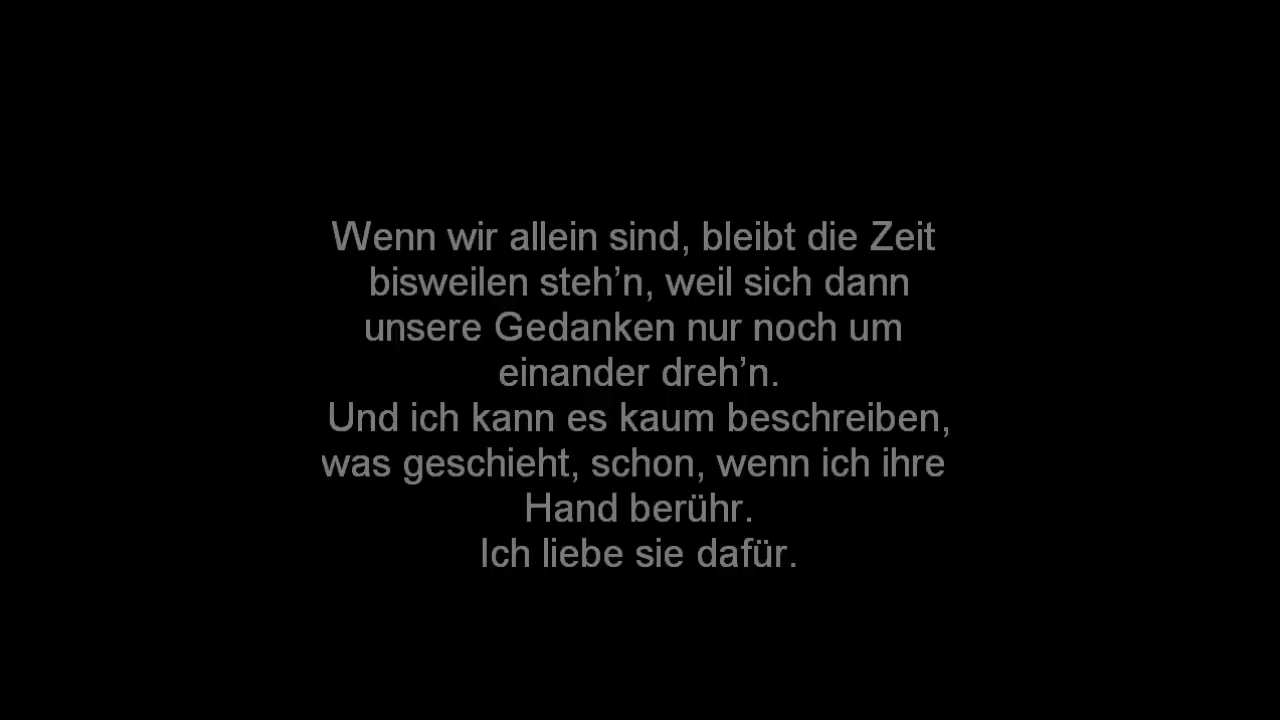 Wenn wir allein sind, bleibt die Zeit
bisweilen steh’n, weil sich dann
unsere Gedanken nur noch um
einander dreh’n.
Und ich kann es kaum beschreiben,
was geschieht, schon, wenn ich ihre
Hand berühr.
Ich liebe sie dafür.